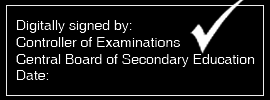 Digitally signed by:
Controller of Examinations
Central Board of Secondary Education
Date: